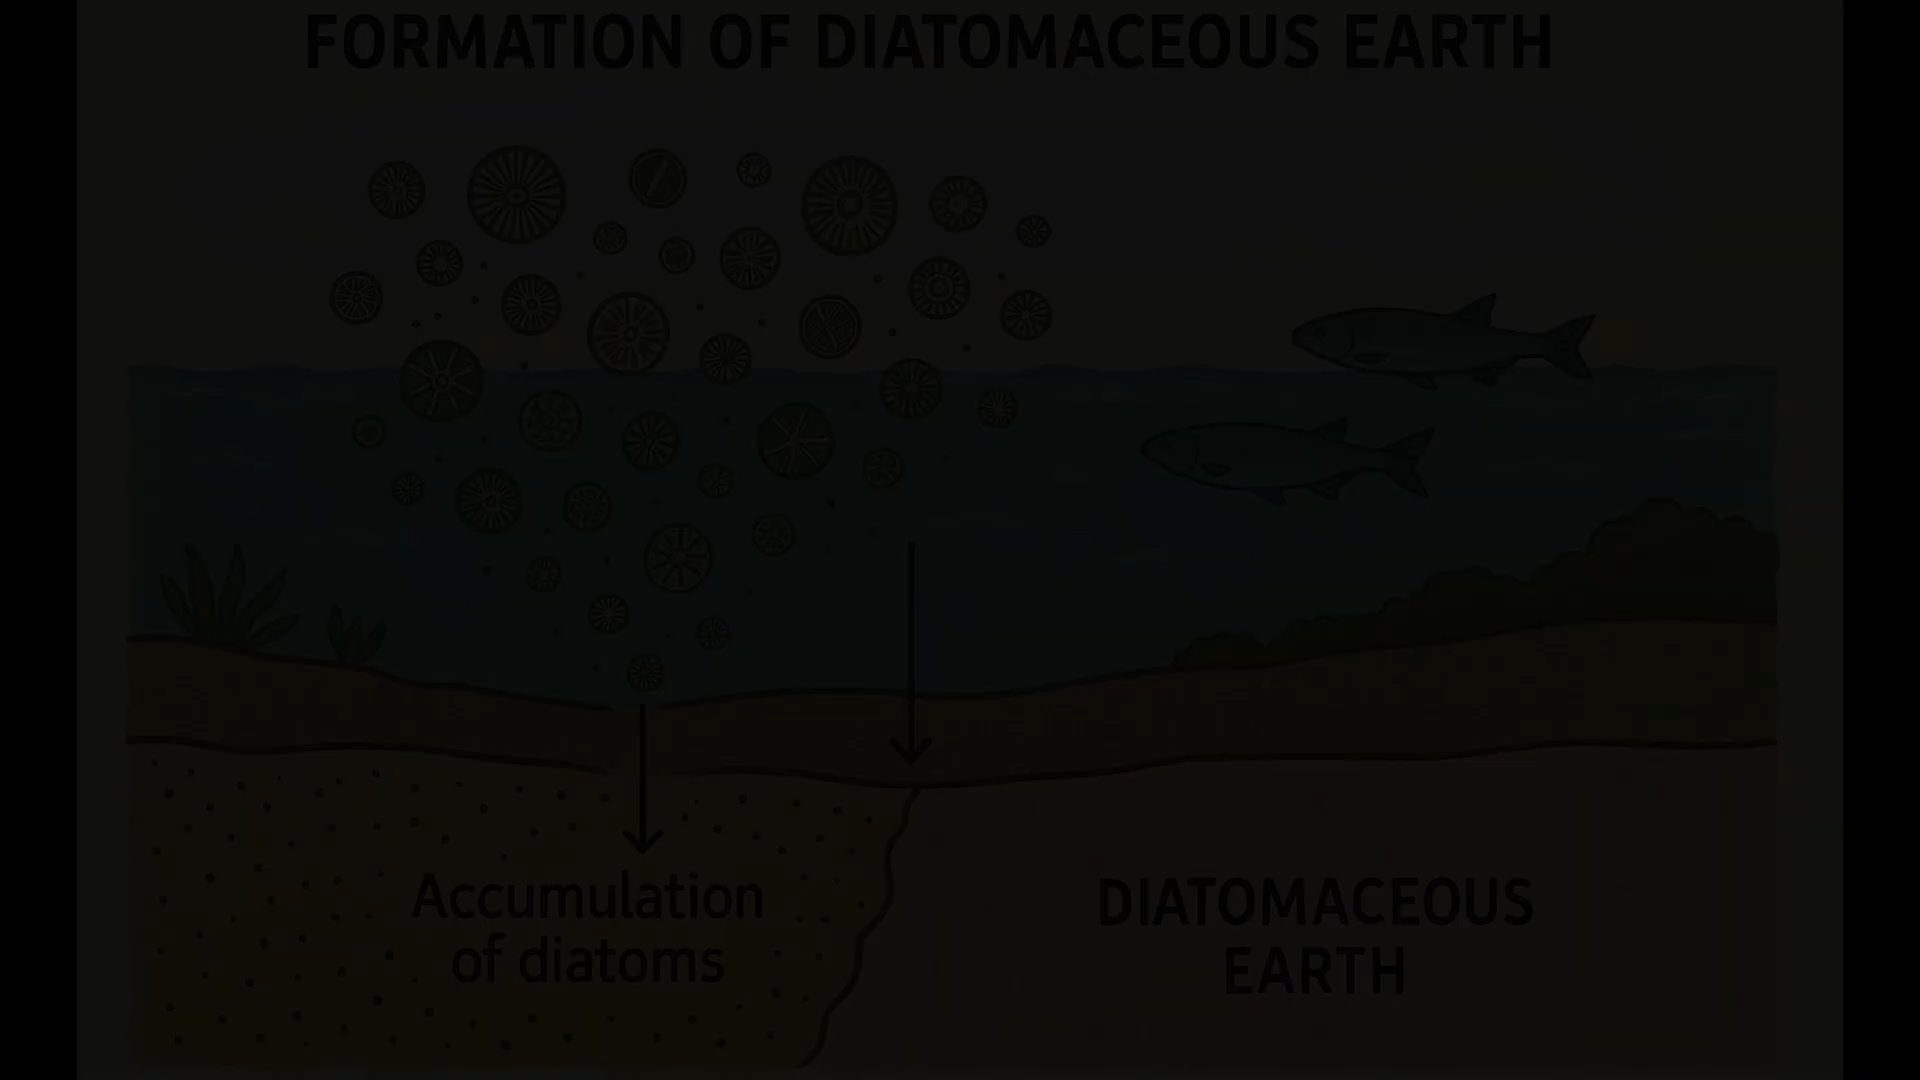 FORMATION OF DIATOMACEOUS EARTH
Accumulation
of diatoms
DIATOMACEOUS
EARTH